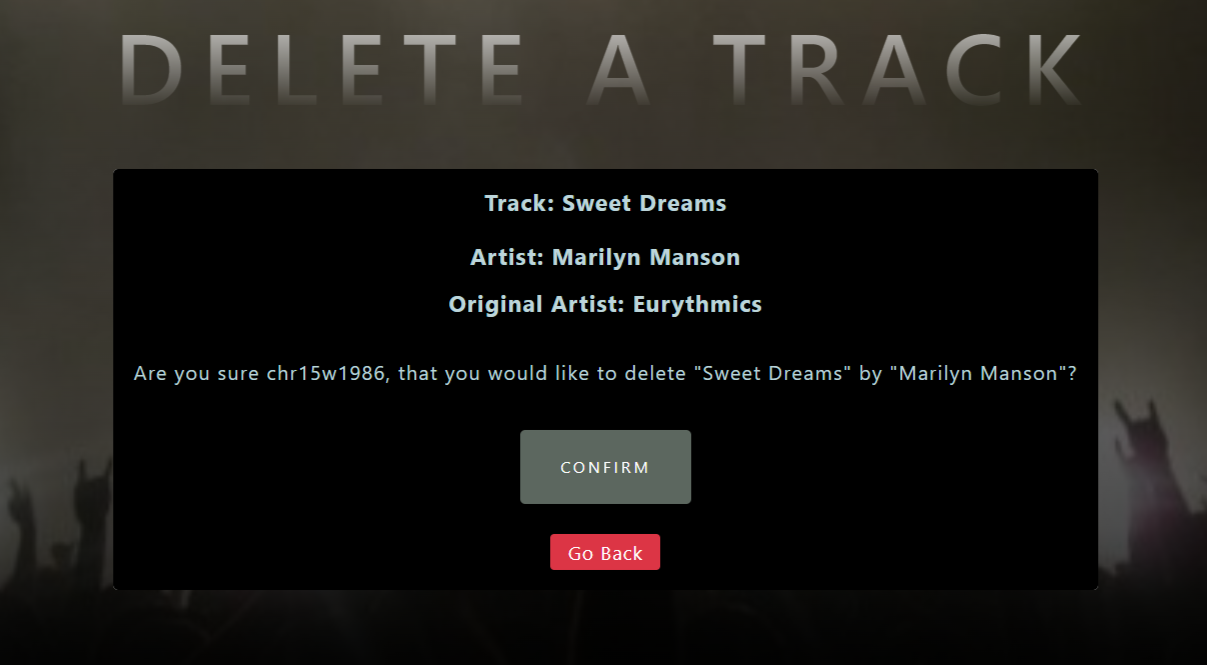 DELETE A TRACK
Track: Sweet Dreams
Artist: Marilyn Manson
Original Artist: Eurythmics
Are you sure chr15w1986, that you would like to delete "Sweet Dreams" by "Marilyn Manson"?
CONFIRM
Go Back